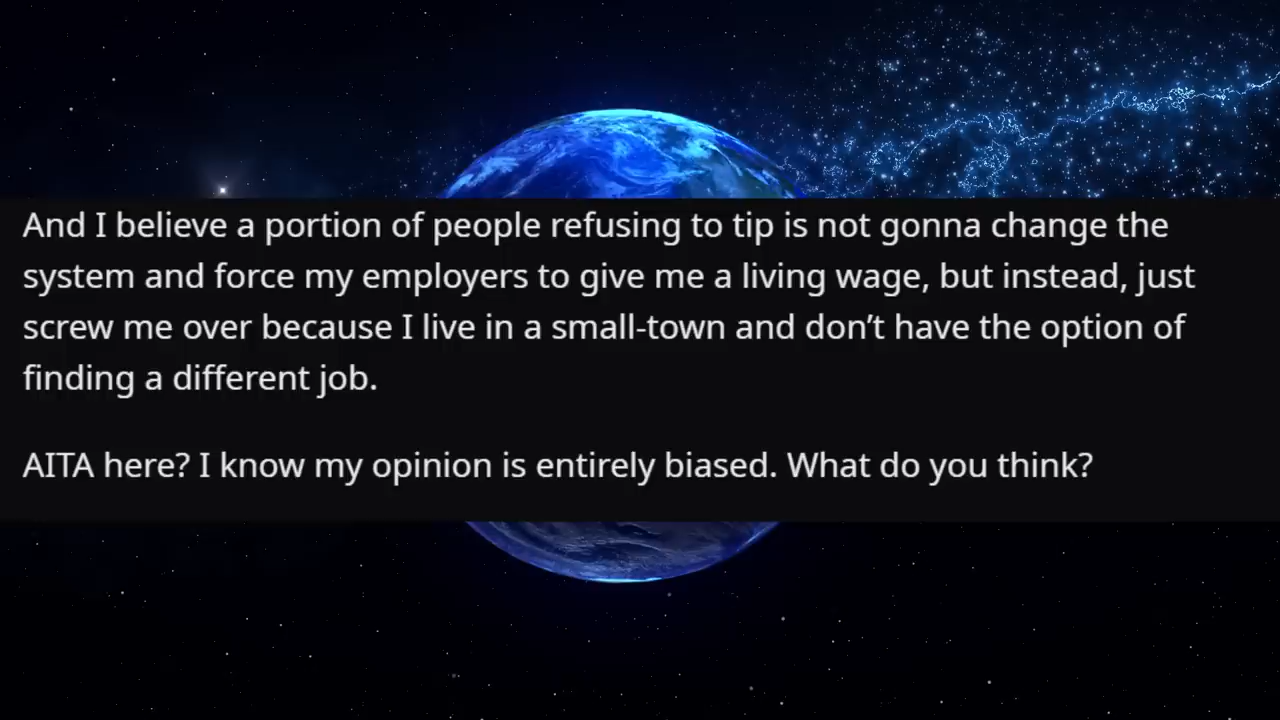 And I believe a portion of people refusing to tip is not gonna change the
system and force my employers to give me a living wage, but instead, just
screw me over because I live in a small-town and don’t have the option of
finding a different job.
AITA here? I know my opinion is entirely biased. What do you think?